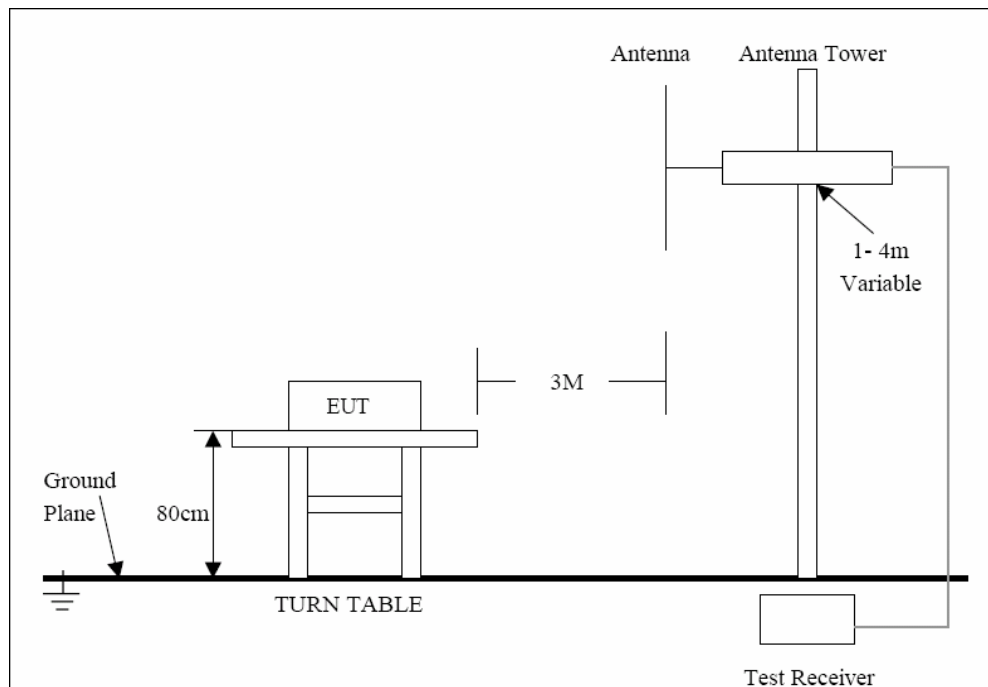 Antenna
Antenna Tower
1- 4m
Variable
3M
EUT
Ground
Plane
80cm
TURN TABLE
Test Receiver